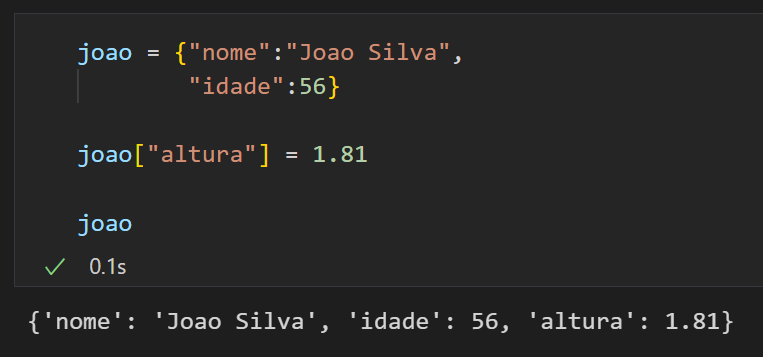 joao = {"nome":"Joao Silva",
"idade":56}
joao["altura"] = 1.81
joao
✓ 0.1s
{'nome': 'Joao Silva', 'idade': 56, 'altura': 1.81}